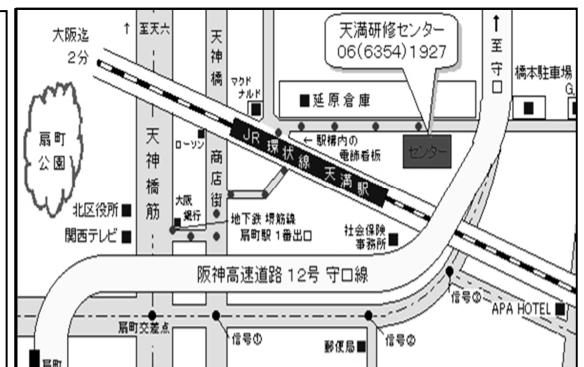 大阪迄
2分
↑
至天六
天神橋
商店街
天神橋筋
マクド
ナルド
天満研修センター
06(6354)1927
↑
至守口
橋本駐車場
G.
延原倉庫
← 駅構内の
電飾看板
センター
JR 環状線 天満駅
ローソン
扇町
公園
大阪
銀行
北区役所
関西テレビ
地下鉄 堺筋線
扇町駅 1番出口
社会保険
事務所
阪神高速道路 12号 守口線
扇町交差点
信号①
信号②
信号③
郵便局
APA HOTEL
扇町